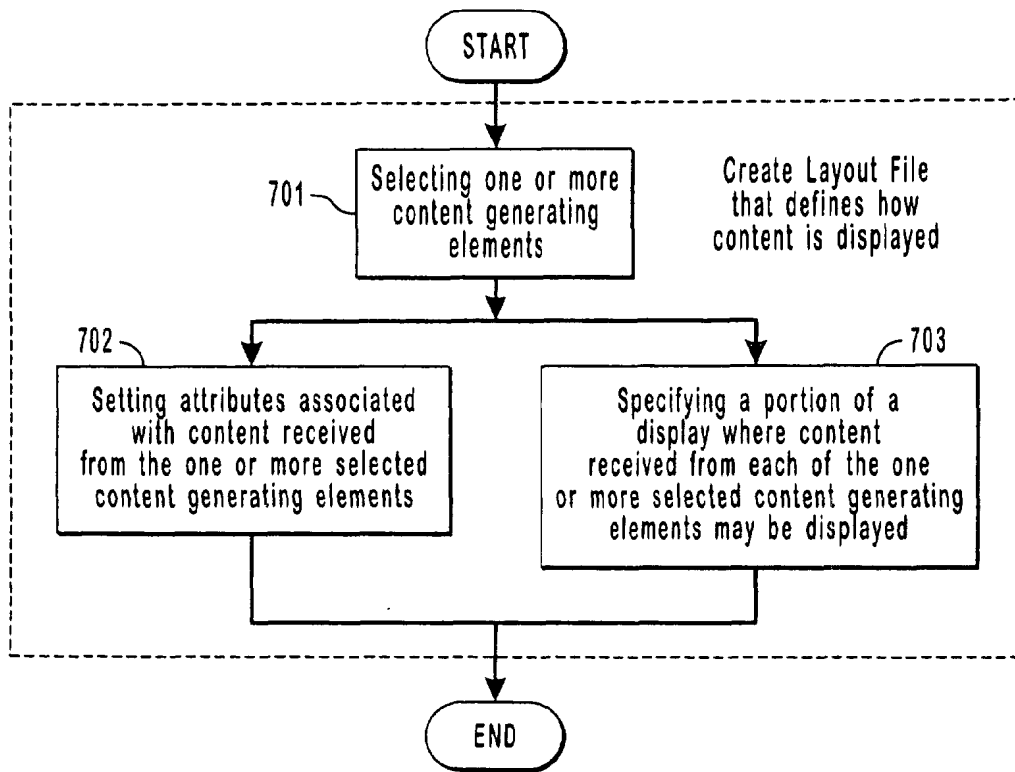 START
701
Selecting one or more
content generating
elements
Create Layout File
that defines how
content is displayed
702
Setting attributes associated
with content received
from the one or more selected
content generating elements
703
Specifying a portion of a
display where content
received from each of the one
or more selected content generating
elements may be displayed
END